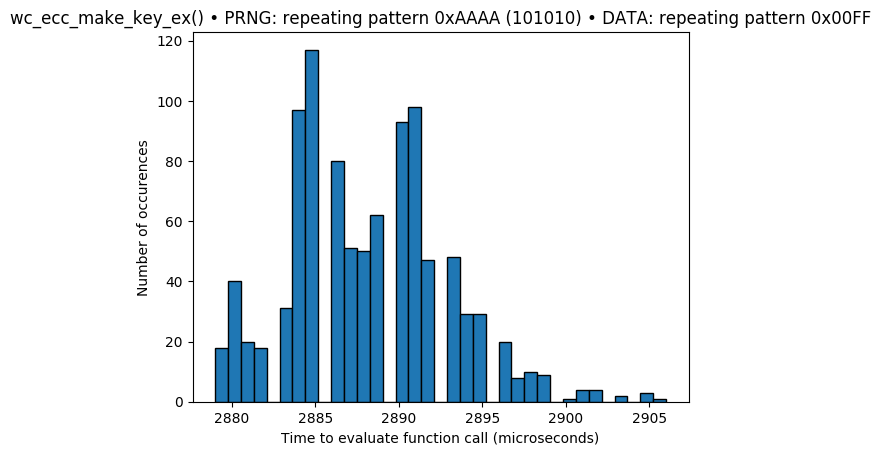 wc_ecc_make_key_ex() • PRNG: repeating pattern 0xAAAA (101010) • DATA: repeating pattern 0x00FF
120
100
80
60
40
20
0
Number of occurences
2880 2885 2890 2895 2900 2905
Time to evaluate function call (microseconds)